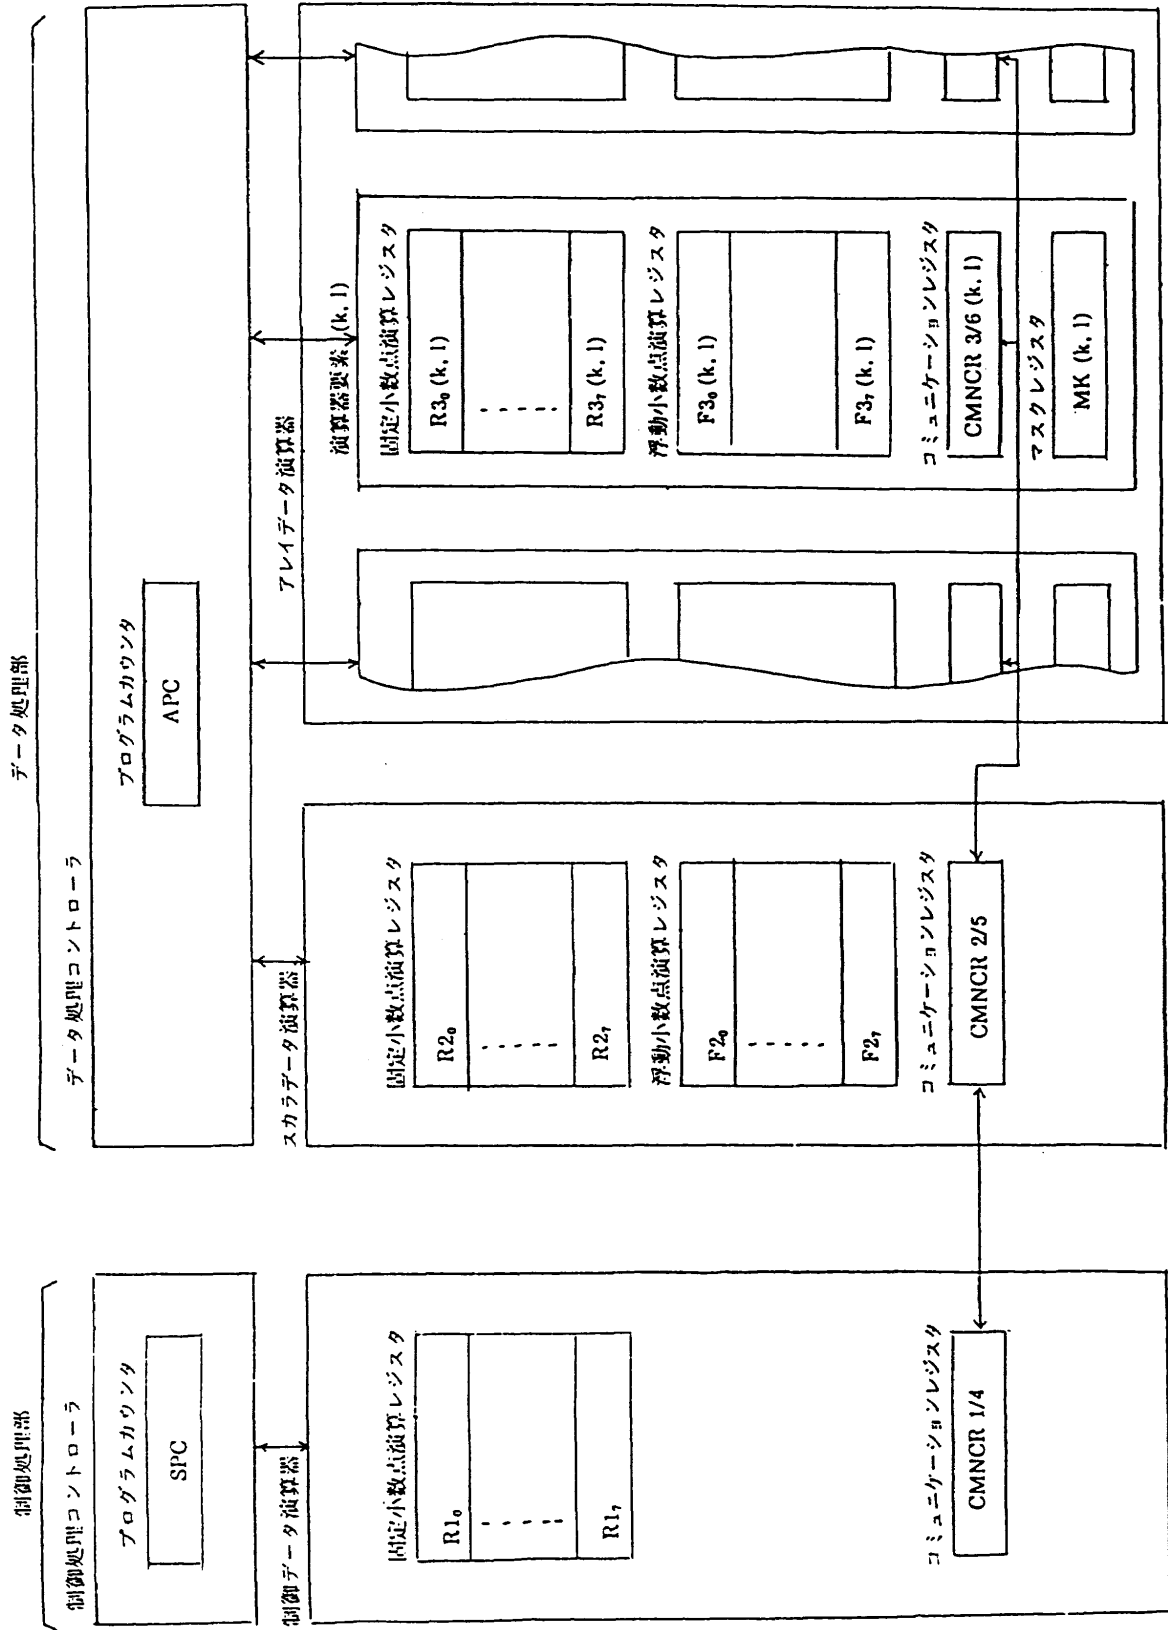 制御処理部
制御処理コントローラ
プログラムカウンタ
SPC
制御データ演算器
固定小数点演算レジスタ
R1₀
R1₇
コミュニケーションレジスタ
CMNCR 1/4
データ処理部
データ処理コントローラ
プログラムカウンタ
APC
スカラデータ演算器
固定小数点演算レジスタ
R2₀
R2₇
浮動小数点演算レジスタ
F2₀
F2₇
コミュニケーションレジスタ
CMNCR 2/5
アレイデータ演算器
演算器要素 (k, l)
固定小数点演算レジスタ
R3₀ (k, l)
R3₇ (k, l)
浮動小数点演算レジスタ
F3₀ (k, l)
F3₇ (k, l)
コミュニケーションレジスタ
CMNCR 3/6 (k, l)
マスクレジスタ
MK (k, l)